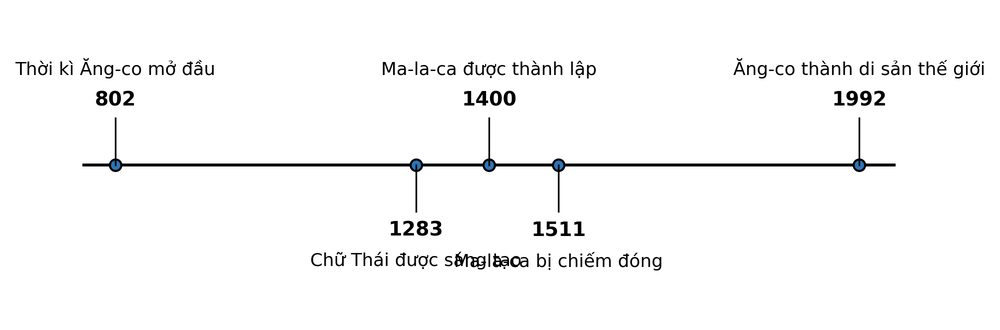 Thời kì Ăng-co mở đầu
802
Ma-la-ca được thành lập
1400
Ăng-co thành di sản thế giới
1992
1283
Chữ Thái được sáng tạo
1511
Ma-la-ca bị chiếm đóng